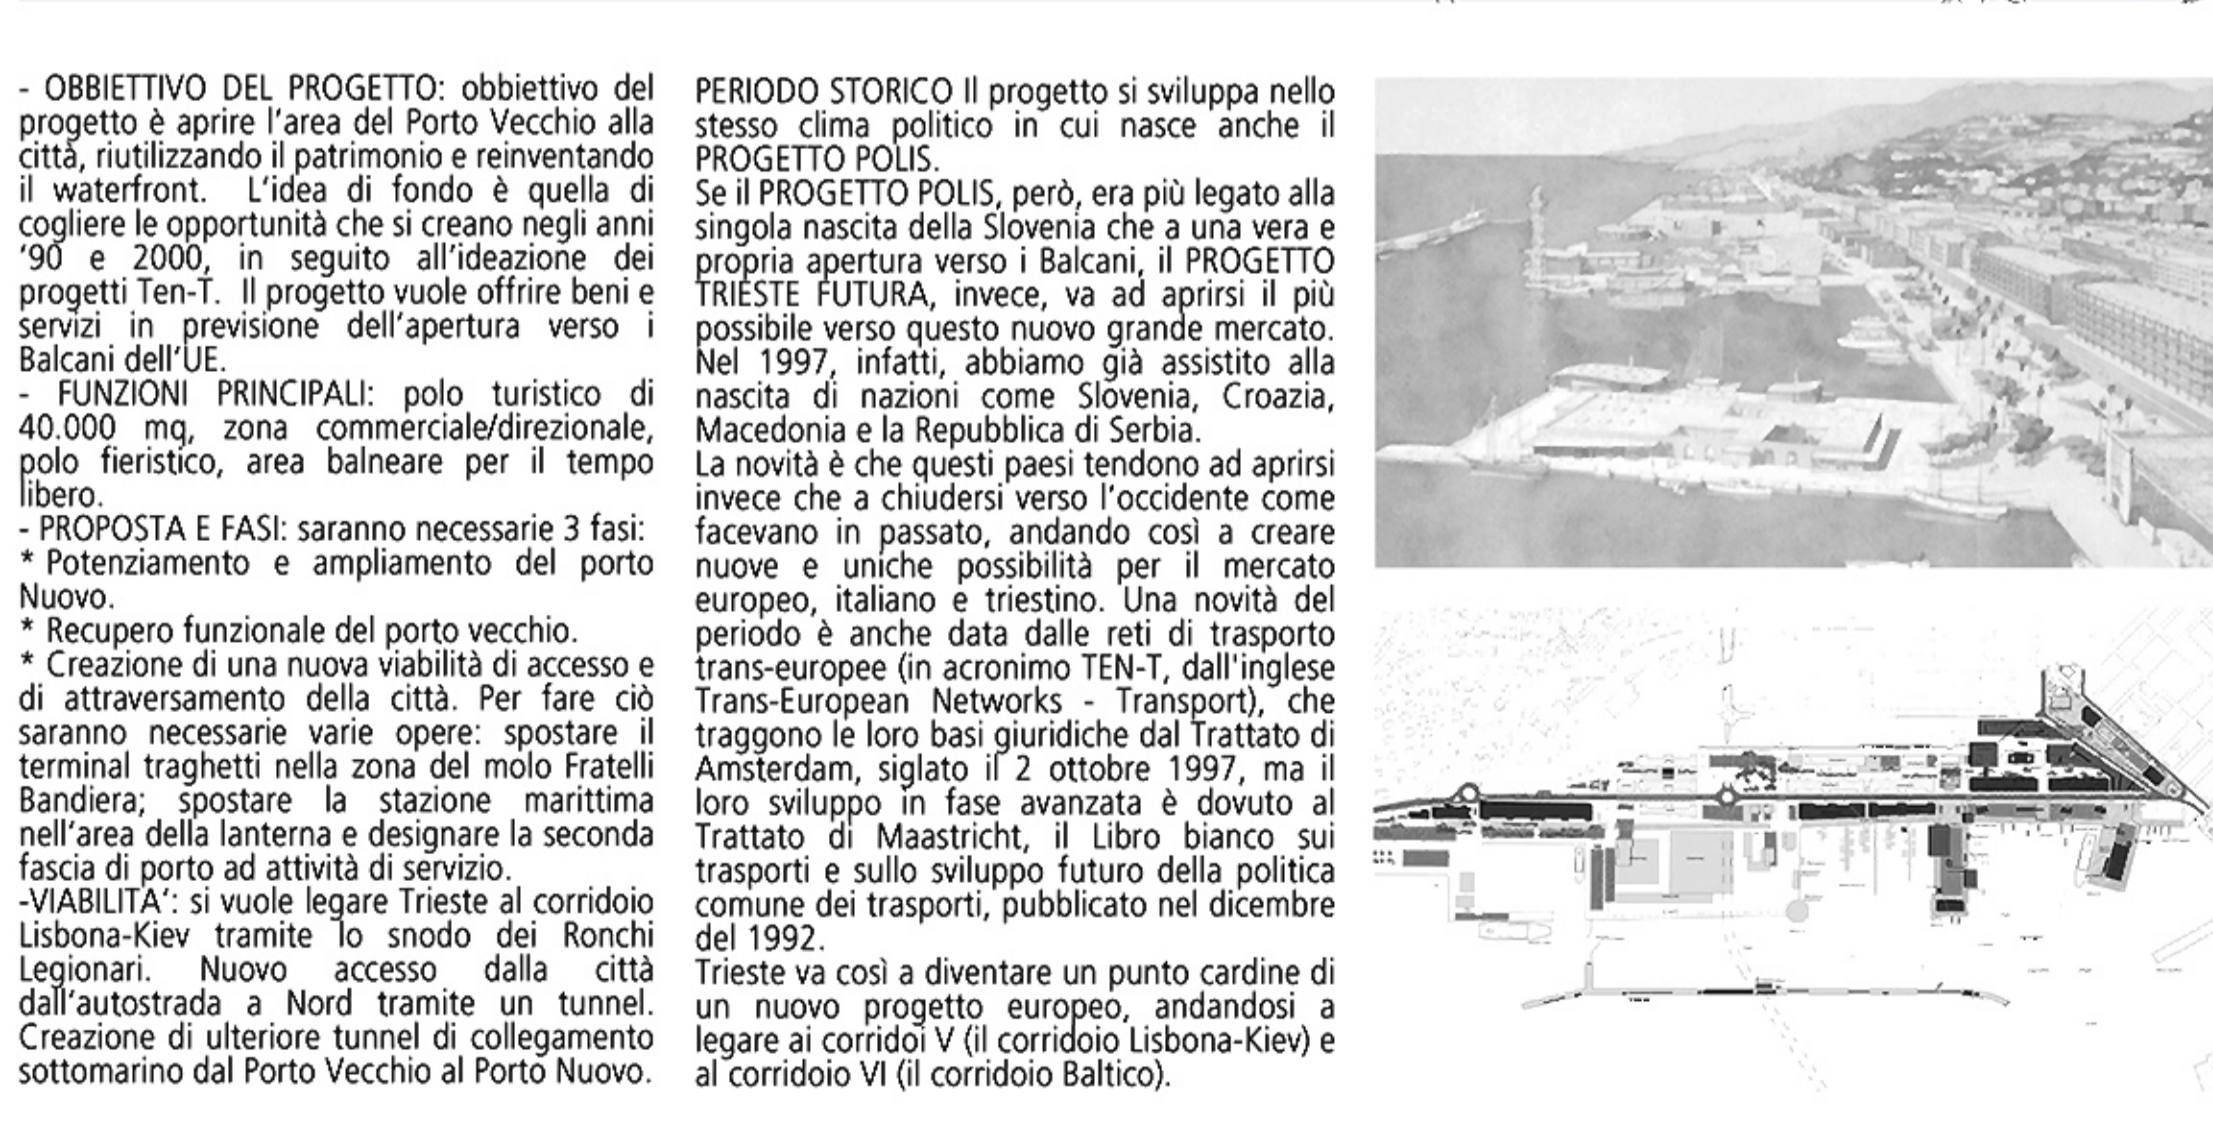 - OBBIETTIVO DEL PROGETTO: obbiettivo del
progetto è aprire l'area del Porto Vecchio alla
città, riutilizzando il patrimonio e reinventando
il waterfront. L'idea di fondo è quella di
cogliere le opportunità che si creano negli anni
'90 e 2000, in seguito all'ideazione dei
progetti Ten-T. Il progetto vuole offrire beni e
servizi in previsione dell'apertura verso i
Balcani dell'UE.
- FUNZIONI PRINCIPALI: polo turistico di
40.000 mq, zona commerciale/direzionale,
polo fieristico, area balneare per il tempo
libero.
- PROPOSTA E FASI: saranno necessarie 3 fasi:
* Potenziamento e ampliamento del porto
Nuovo.
* Recupero funzionale del porto vecchio.
* Creazione di una nuova viabilità di accesso e
di attraversamento della città. Per fare ciò
saranno necessarie varie opere: spostare il
terminal traghetti nella zona del molo Fratelli
Bandiera; spostare la stazione marittima
nell'area della lanterna e designare la seconda
fascia di porto ad attività di servizio.
-VIABILITA': si vuole legare Trieste al corridoio
Lisbona-Kiev tramite lo snodo dei Ronchi
Legionari. Nuovo accesso dalla città
dall'autostrada a Nord tramite un tunnel.
Creazione di ulteriore tunnel di collegamento
sottomarino dal Porto Vecchio al Porto Nuovo.
PERIODO STORICO Il progetto si sviluppa nello
stesso clima politico in cui nasce anche il
PROGETTO POLIS.
Se il PROGETTO POLIS, però, era più legato alla
singola nascita della Slovenia che a una vera e
propria apertura verso i Balcani, il PROGETTO
TRIESTE FUTURA, invece, va ad aprirsi il più
possibile verso questo nuovo grande mercato.
Nel 1997, infatti, abbiamo già assistito alla
nascita di nazioni come Slovenia, Croazia,
Macedonia e la Repubblica di Serbia.
La novità è che questi paesi tendono ad aprirsi
invece che a chiudersi verso l'occidente come
facevano in passato, andando così a creare
nuove e uniche possibilità per il mercato
europeo, italiano e triestino. Una novità del
periodo è anche data dalle reti di trasporto
trans-europee (in acronimo TEN-T, dall'inglese
Trans-European Networks - Transport), che
traggono le loro basi giuridiche dal Trattato di
Amsterdam, siglato il 2 ottobre 1997, ma il
loro sviluppo in fase avanzata è dovuto al
Trattato di Maastricht, il Libro bianco sui
trasporti e sullo sviluppo futuro della politica
comune dei trasporti, pubblicato nel dicembre
del 1992.
Trieste va così a diventare un punto cardine di
un nuovo progetto europeo, andandosi a
legare ai corridoi V (il corridoio Lisbona-Kiev) e
al corridoio VI (il corridoio Baltico).